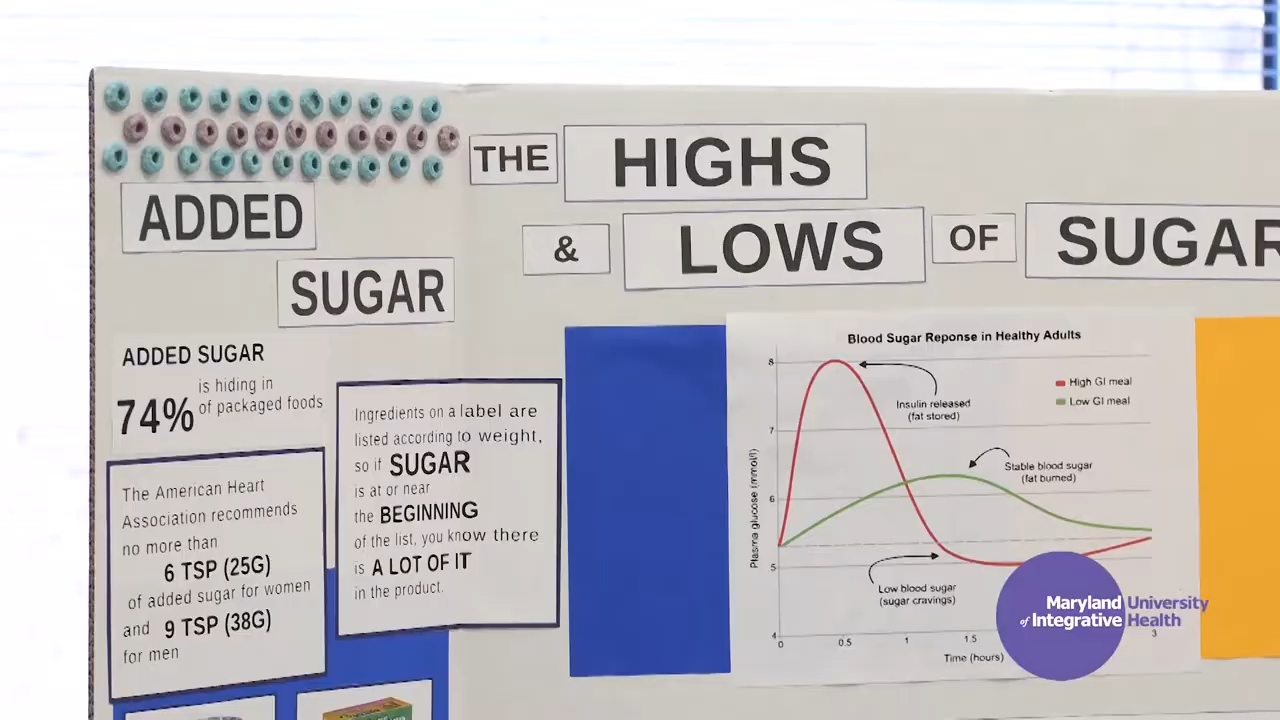 THE HIGHS
& LOWS OF SUGAR
ADDED
SUGAR
ADDED SUGAR
is hiding in
74% of packaged foods
The American Heart
Association recommends
no more than
6 TSP (25G)
of added sugar for women
and 9 TSP (38G)
for men
Ingredients on a label are
listed according to weight,
so if SUGAR
is at or near
the BEGINNING
of the list, you know there
is A LOT OF IT
in the product.
Blood Sugar Reponse in Healthy Adults
High GI meal
Low GI meal
Insulin released
(fat stored)
Stable blood sugar
(fat burned)
Low blood sugar
(sugar cravings)
Plasma glucose (mmol/l)
8
7
6
5
4
0 0.5 1 1.5 3
Time (hours)
Maryland University
of Integrative Health